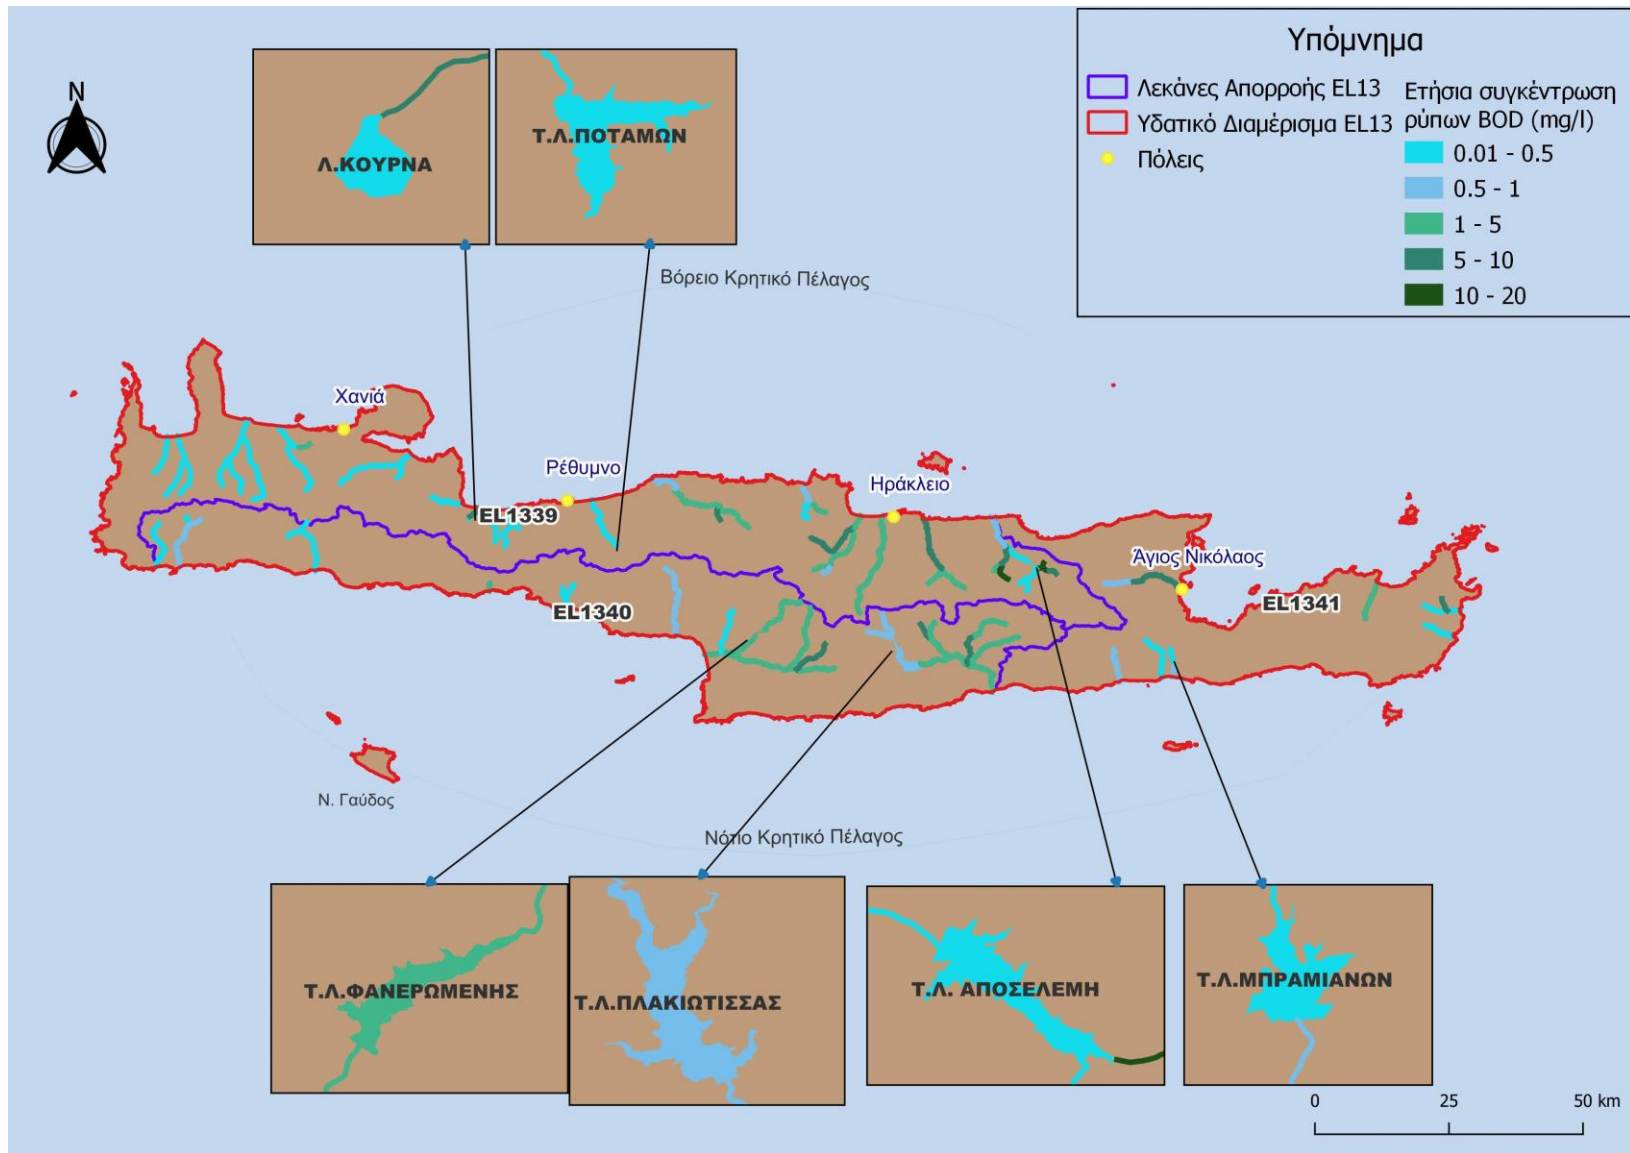 Υπόμνημα
Λεκάνες Απορροής EL13
Υδατικό Διαμέρισμα EL13
Πόλεις
Ετήσια συγκέντρωση
ρύπων BOD (mg/l)
0.01 - 0.5
0.5 - 1
1 - 5
5 - 10
10 - 20
N
Λ.ΚΟΥΡΝΑ
Τ.Λ.ΠΟΤΑΜΩΝ
Βόρειο Κρητικό Πέλαγος
Χανιά
Ρέθυμνο
Ηράκλειο
Άγιος Νικόλαος
EL1339
EL1340
EL1341
Ν. Γαύδος
Νότιο Κρητικό Πέλαγος
Τ.Λ.ΦΑΝΕΡΩΜΕΝΗΣ
Τ.Λ.ΠΛΑΚΙΩΤΙΣΣΑΣ
Τ.Λ. ΑΠΟΣΕΛΕΜΗ
Τ.Λ.ΜΠΡΑΜΙΑΝΩΝ
0 25 50 km